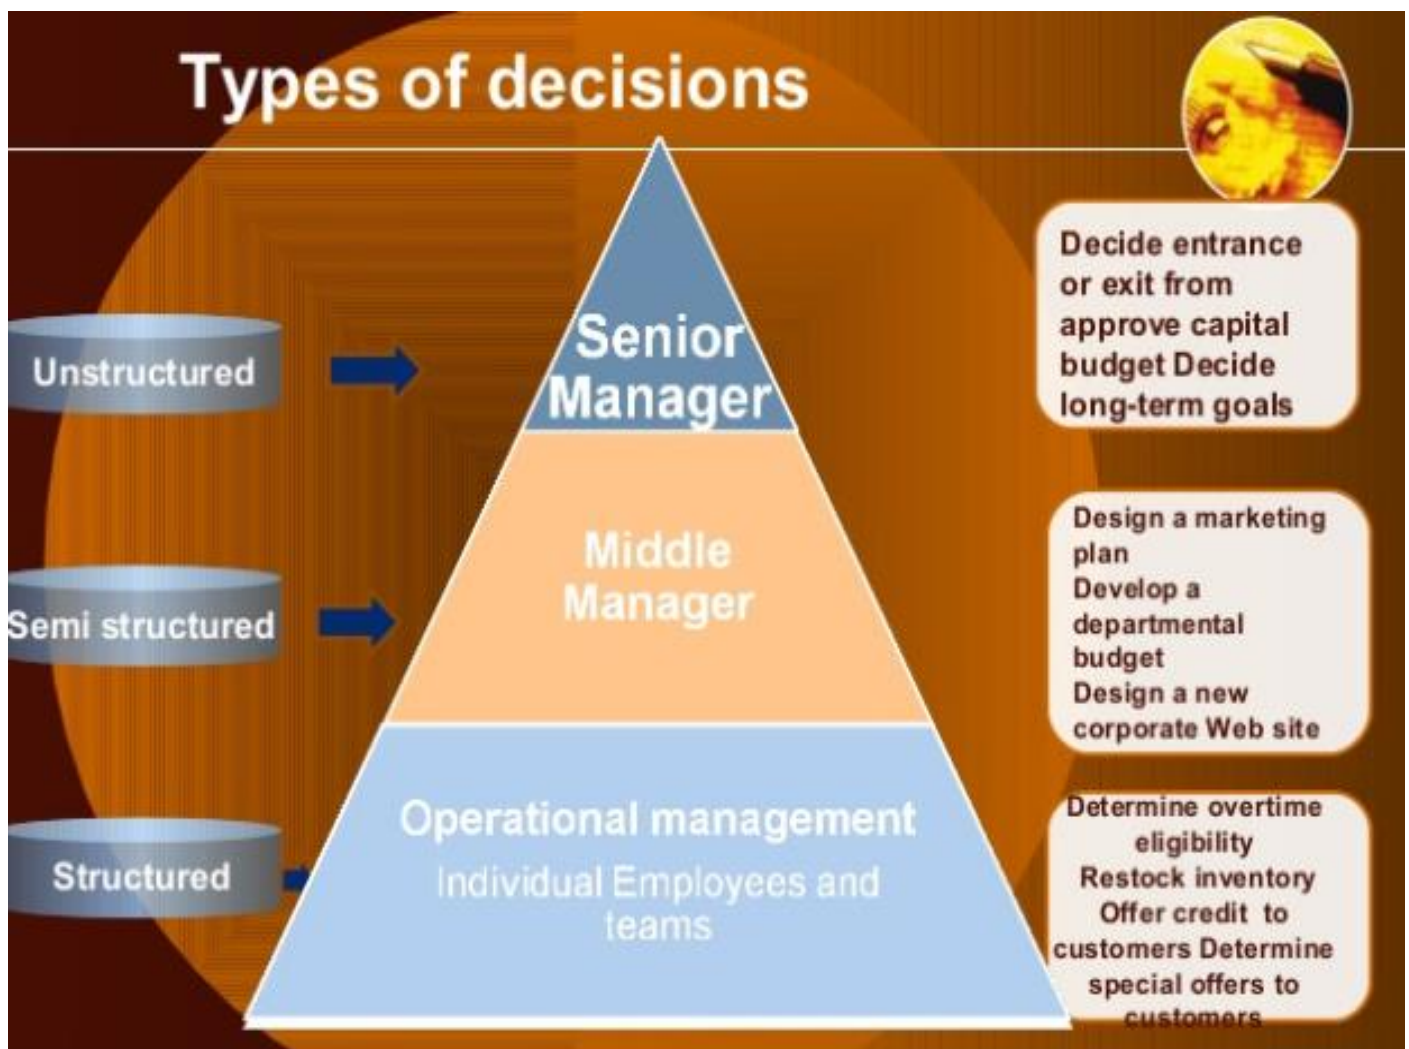 Types of decisions
Unstructured
Senior
Manager
Decide entrance
or exit from
approve capital
budget Decide
long-term goals
Semi structured
Middle
Manager
Design a marketing
plan
Develop a
departmental
budget
Design a new
corporate Web site
Structured
Operational management
Individual Employees and
teams
Determine overtime
eligibility
Restock inventory
Offer credit to
customers Determine
special offers to
customers